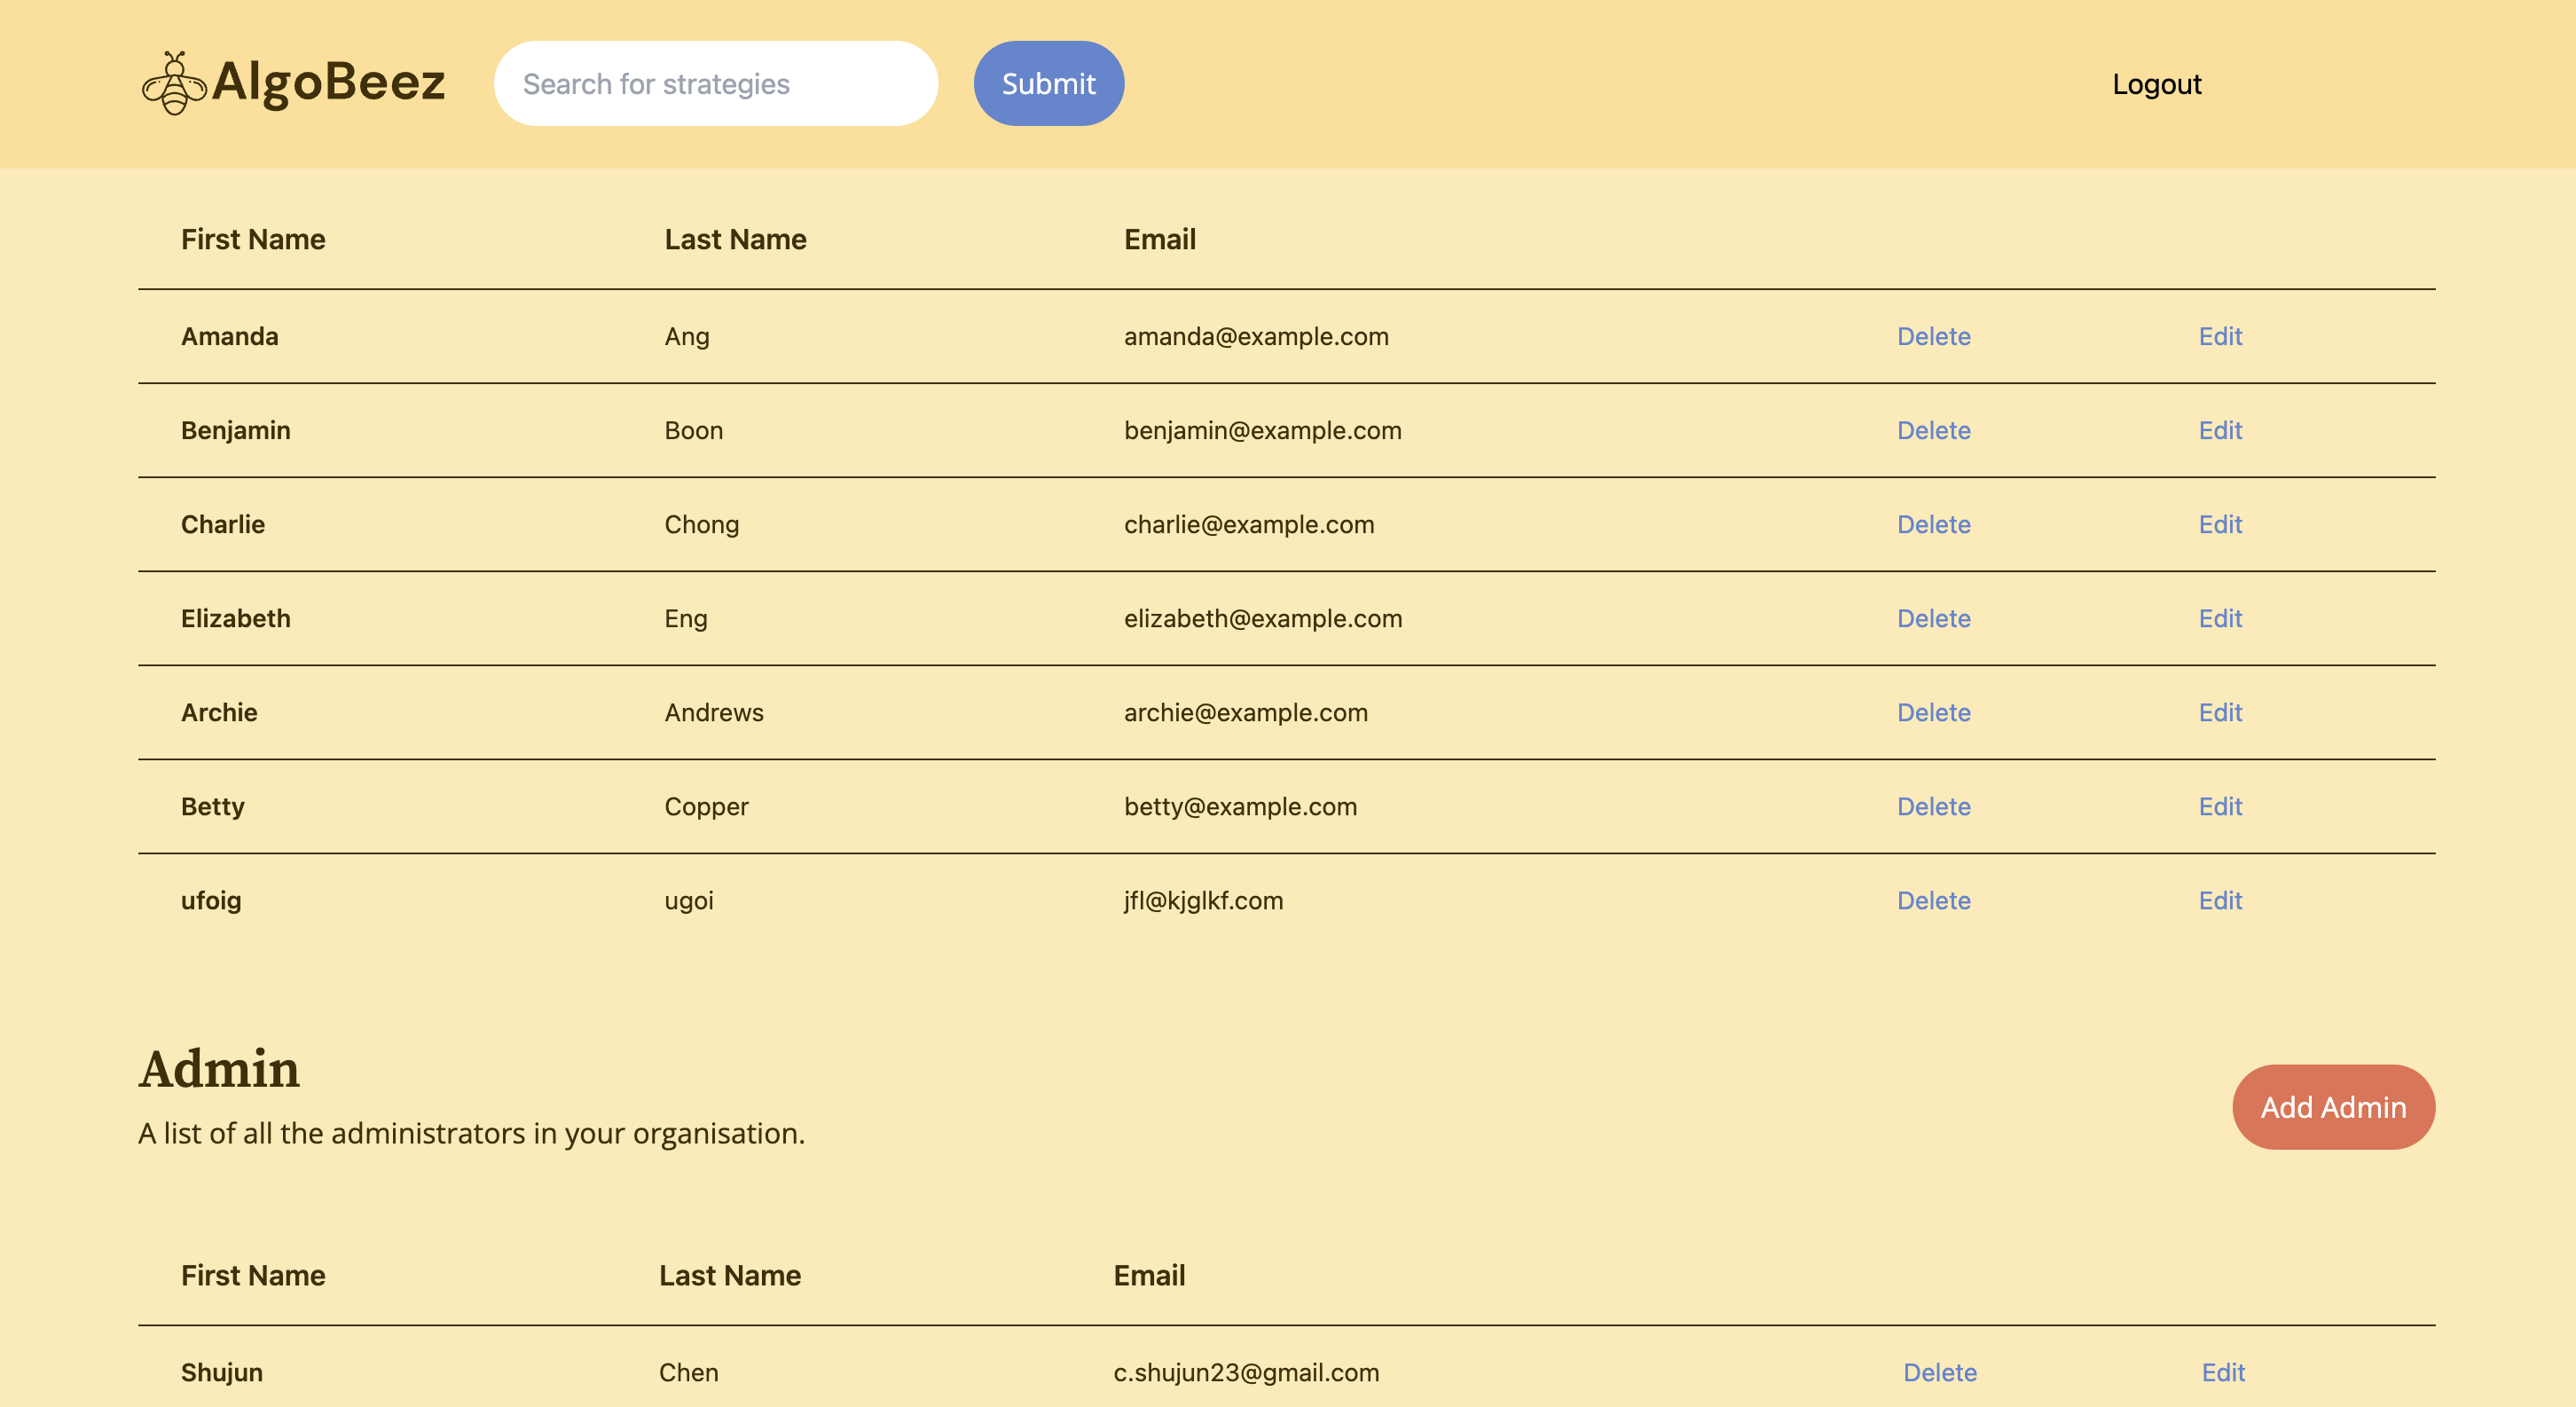 AlgoBeez Search for strategies Submit Logout
First Name Last Name Email
Amanda Ang amanda@example.com Delete Edit
Benjamin Boon benjamin@example.com Delete Edit
Charlie Chong charlie@example.com Delete Edit
Elizabeth Eng elizabeth@example.com Delete Edit
Archie Andrews archie@example.com Delete Edit
Betty Copper betty@example.com Delete Edit
ufoig ugoi jfl@kjglkf.com Delete Edit
Admin
Add Admin
A list of all the administrators in your organisation.
First Name Last Name Email
Shujun Chen c.shujun23@gmail.com Delete Edit